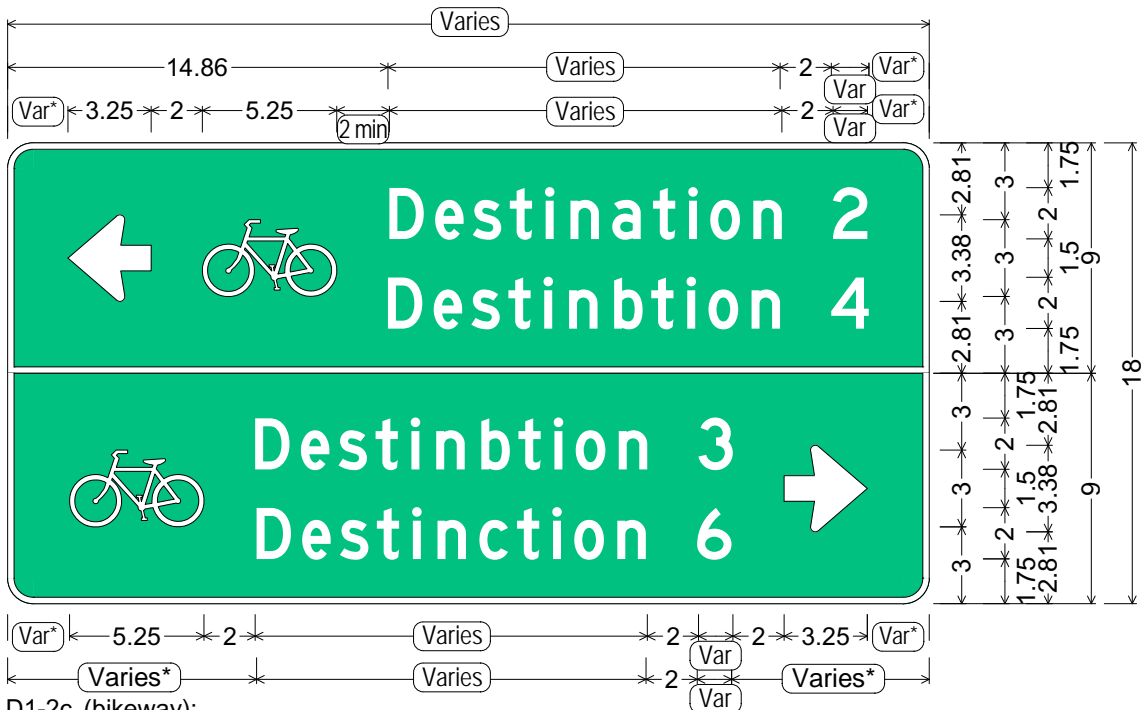 Varies
14.86 Varies 2 Var Var*
Var* 3.25 2 5.25 2 min Varies 2 Var Var*
Destination 2
Destinbtion 4
Destinbtion 3
Destinction 6
2.81 3.38 2.81
3 3 3
1.75 2 1.5 2 1.75
9
18
3 3 3
1.75 2 1.5 2 1.75
2.81 3.38 2.81
9
Var* 5.25 2 Varies 2 Var 2 3.25 Var*
Varies* Varies 2 Var Varies*
D1-2c (bikeway);